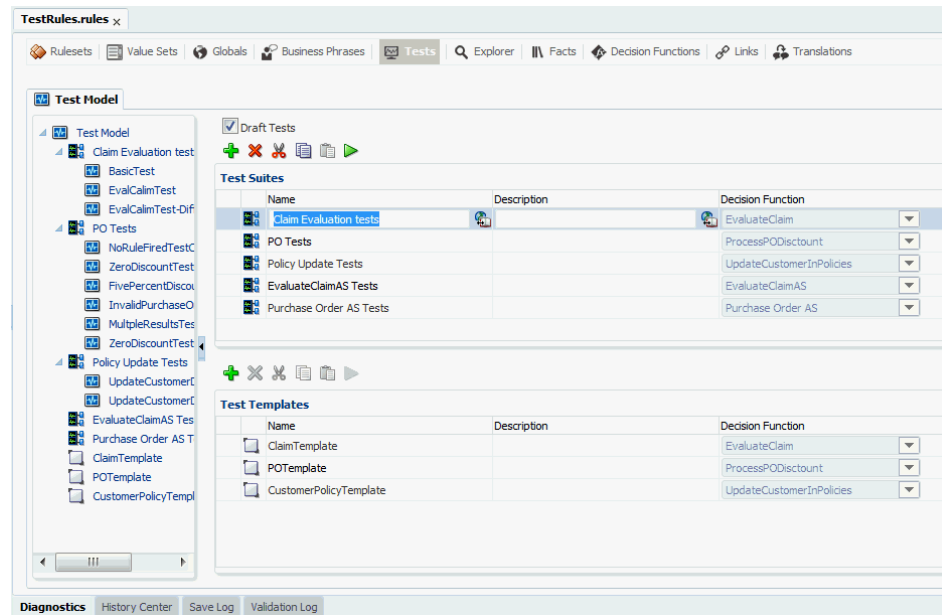 TestRules.rules x
Rulesets Value Sets Globals Business Phrases Tests Explorer Facts Decision Functions Links Translations
Test Model
Test Model
Claim Evaluation test
BasicTest
EvalCalimTest
EvalCalimTest-Dif
PO Tests
NoRuleFiredTestC
ZeroDiscountTest
FivePercentDiscou
InvalidPurchaseO
MultpleResultsTes
ZeroDiscountTest
Policy Update Tests
UpdateCustomerD
UpdateCustomerD
EvaluateClaimAS Tes
Purchase Order AS T
ClaimTemplate
POTemplate
CustomerPolicyTempl
Draft Tests
Test Suites
Name Description Decision Function
Claim Evaluation tests EvaluateClaim
PO Tests ProcessPODisctount
Policy Update Tests UpdateCustomerInPolicies
EvaluateClaimAS Tests EvaluateClaimAS
Purchase Order AS Tests Purchase Order AS
Test Templates
Name Description Decision Function
ClaimTemplate EvaluateClaim
POTemplate ProcessPODisctount
CustomerPolicyTemplate UpdateCustomerInPolicies
Diagnostics History Center Save Log Validation Log